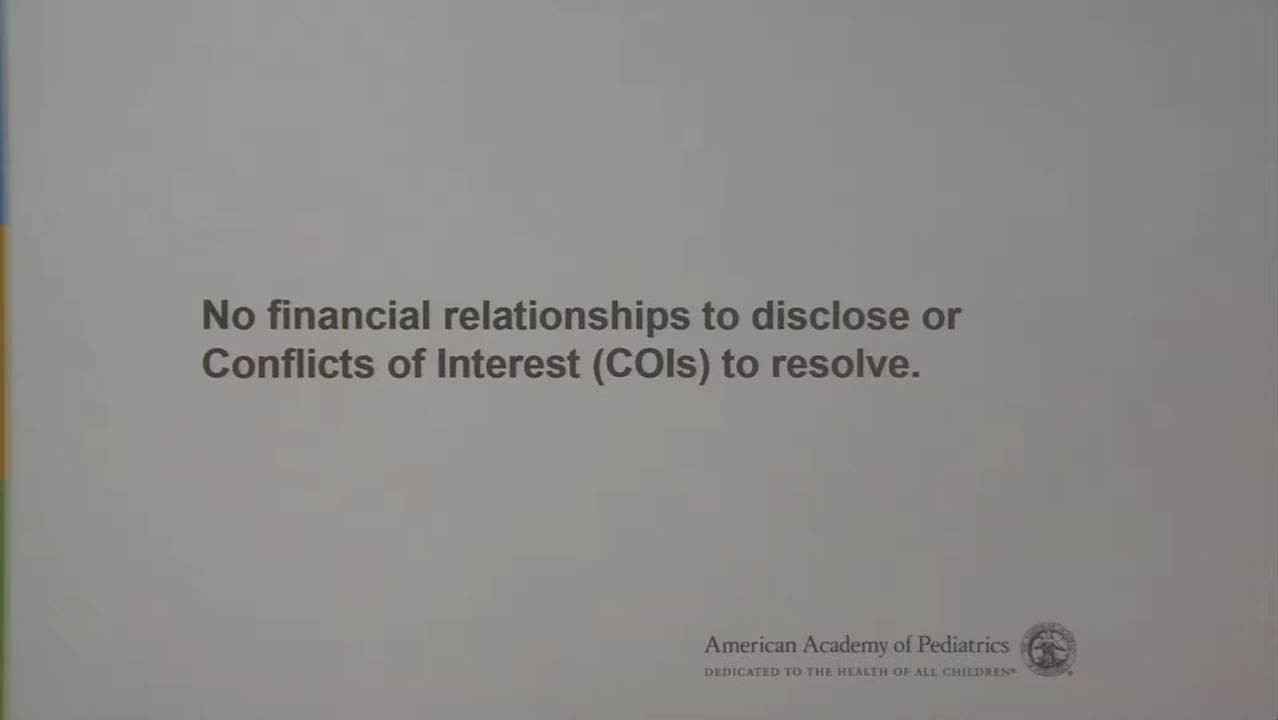 No financial relationships to disclose or
Conflicts of Interest (COIs) to resolve.
American Academy of Pediatrics
DEDICATED TO THE HEALTH OF ALL CHILDREN®